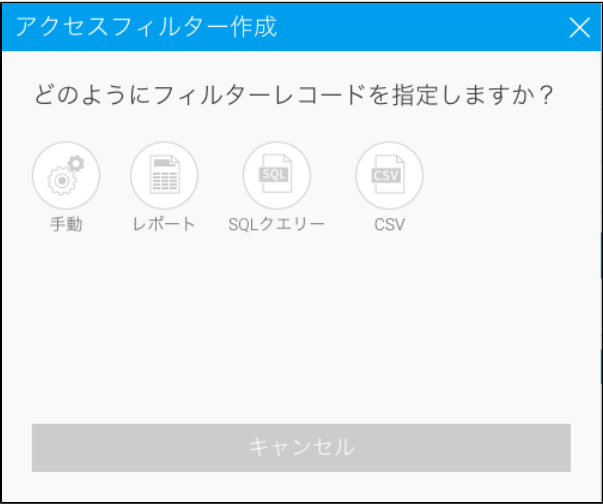 アクセスフィルター作成
どのようにフィルターレコードを指定しますか？
SQL
CSV
手動
レポート
SQLクエリー
CSV
キャンセル